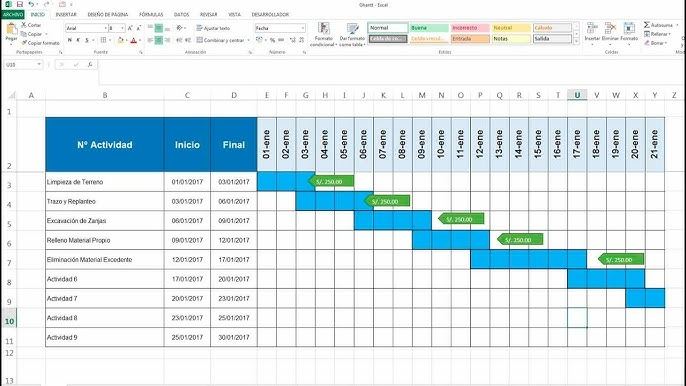 Ghantt - Excel
ARCHIVO INICIO INSERTAR DISEÑO DE PÁGINA FÓRMULAS DATOS REVISAR VISTA DESARROLLADOR
Cortar
Copiar
Copiar formato
Pegar
Portapapeles
Fuente
Ajustar texto
Combinar y centrar
Alineación
General
Número
Formato condicional
Dar formato como tabla
Normal Buena Incorrecto Neutral Cálculo
Celda de co... Entrada Notas Salida
Estilos
Insertar Eliminar Formato
Celdas
Autosuma
Rellenar
Borrar
U10
A B C D E F G H I J K L M N O P Q R S T U V W X Y
1
2 N° Actividad Inicio Final 01-ene 02-ene 03-ene 04-ene 05-ene 06-ene 07-ene 08-ene 09-ene 10-ene 11-ene 12-ene 13-ene 14-ene 15-ene 16-ene 17-ene 18-ene 19-ene 20-ene 21-ene
3 Limpieza de Terreno 01/01/2017 03/01/2017 S/. 250.00
4 Trazo y Replanteo 03/01/2017 06/01/2017 S/. 250.00
5 Excavación de Zanjas 06/01/2017 09/01/2017 S/. 250.00
6 Relleno Material Propio 09/01/2017 12/01/2017 S/. 250.00
7 Eliminación Material Excedente 12/01/2017 17/01/2017 S/. 250.00
8 Actividad 6 17/01/2017 20/01/2017
9 Actividad 7 20/01/2017 23/01/2017
10 Actividad 8 23/01/2017 25/01/2017
11 Actividad 9 25/01/2017 30/01/2017
12
13